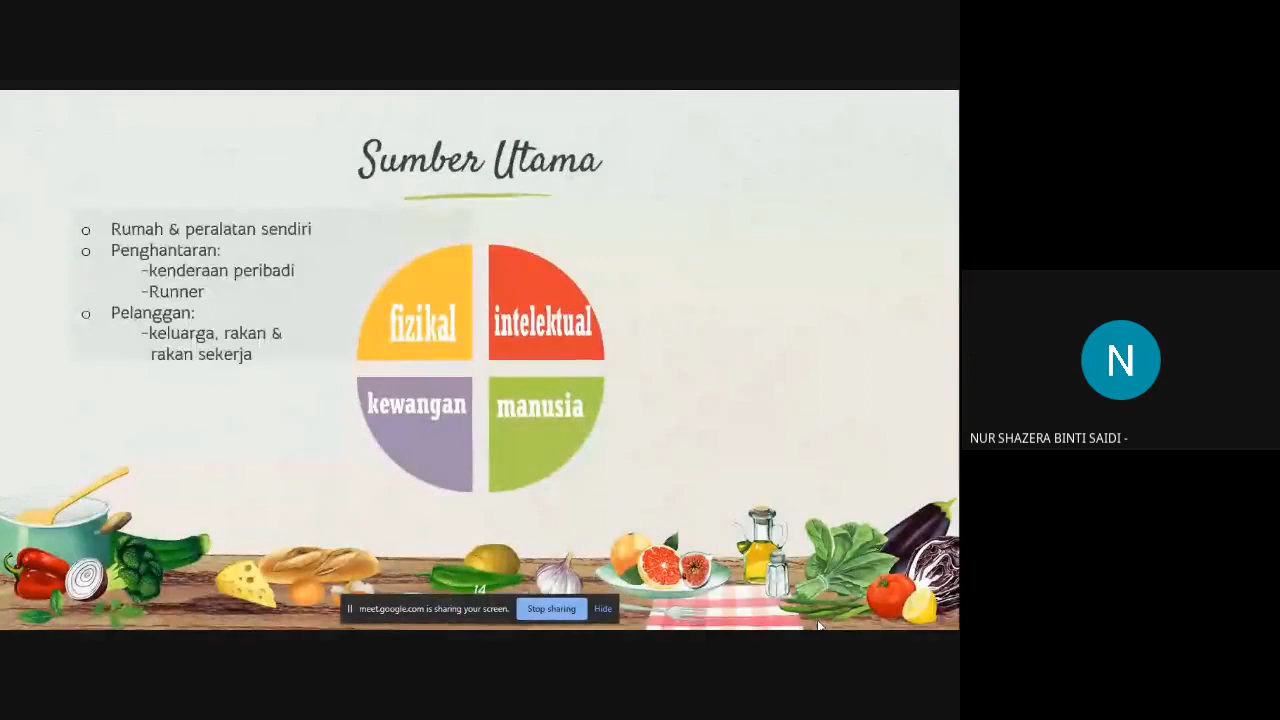 Sumber Utama
o Rumah & peralatan sendiri
o Penghantaran:
-kenderaan peribadi
-Runner
o Pelanggan:
-keluarga, rakan &
rakan sekerja
fizikal
intelektual
kewangan
manusia
14
meet.google.com is sharing your screen.
Stop sharing
Hide
N
NUR SHAZERA BINTI SAIDI -